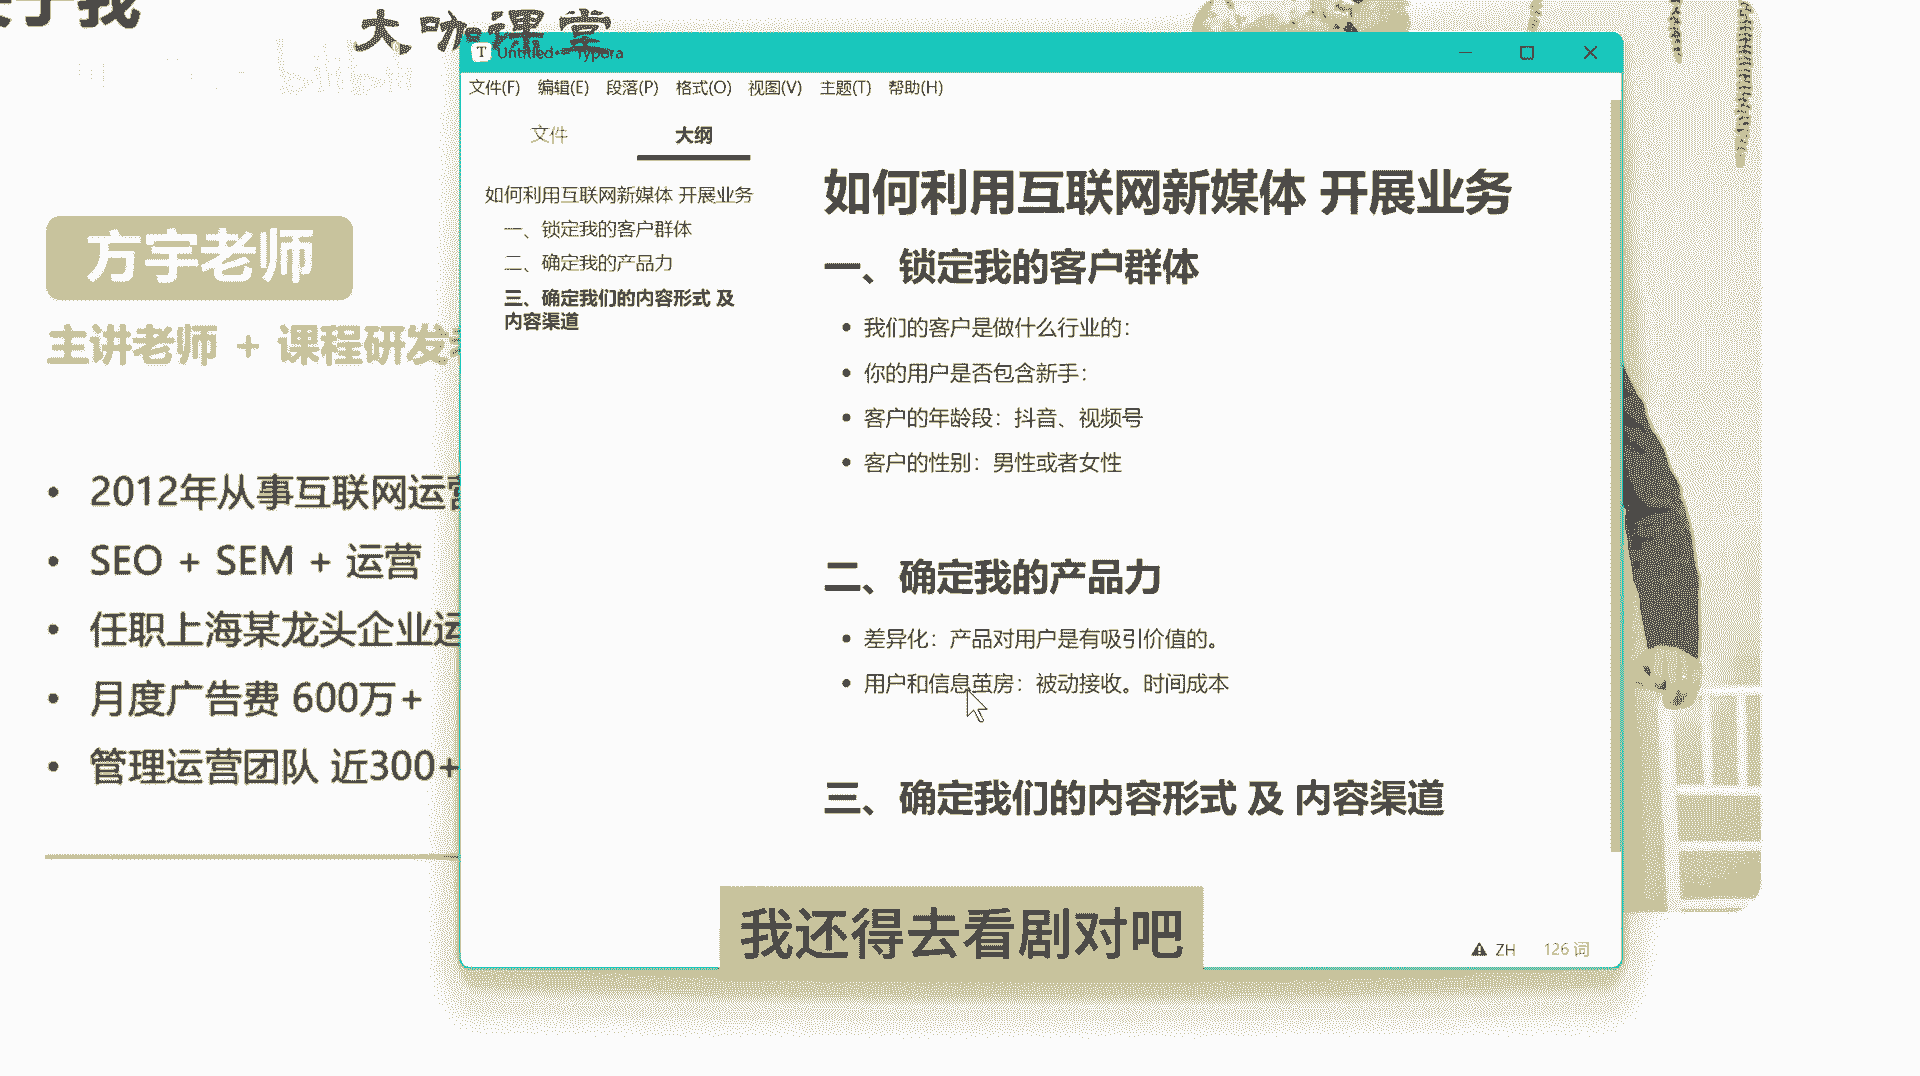 关于我
大咖课堂
bilibili
方宇老师
主讲老师 + 课程研发
• 2012年从事互联网运营
• SEO + SEM + 运营
• 任职上海某龙头企业运
• 月度广告费 600万+
• 管理运营团队 近300+
Untitled• - Typora
文件(F) 编辑(E) 段落(P) 格式(O) 视图(V) 主题(T) 帮助(H)
文件 大纲
如何利用互联网新媒体 开展业务
一、锁定我的客户群体
二、确定我的产品力
三、确定我们的内容形式 及
内容渠道
如何利用互联网新媒体 开展业务
一、锁定我的客户群体
• 我们的客户是做什么行业的：
• 你的用户是否包含新手：
• 客户的年龄段：抖音、视频号
• 客户的性别：男性或者女性
二、确定我的产品力
• 差异化：产品对用户是有吸引价值的。
• 用户和信息茧房：被动接收。时间成本
三、确定我们的内容形式 及 内容渠道
我还得去看剧对吧
ZH 126 词